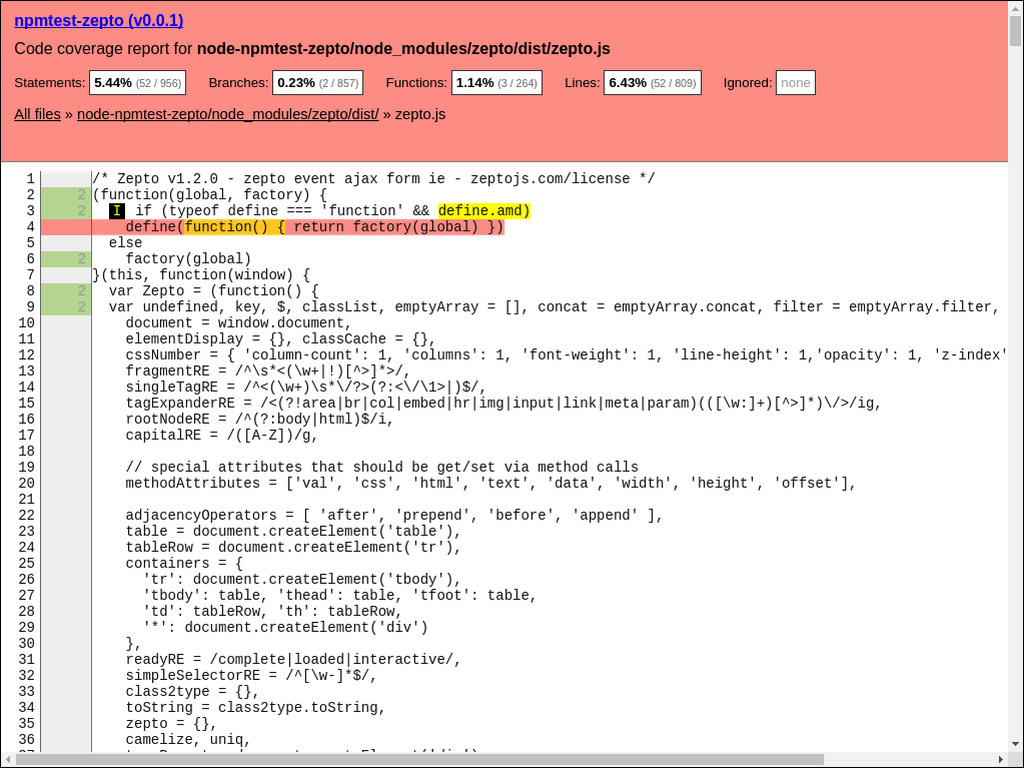 npmtest-zepto (v0.0.1)
Code coverage report for node-npmtest-zepto/node_modules/zepto/dist/zepto.js
Statements: 5.44% (52 / 956) Branches: 0.23% (2 / 857) Functions: 1.14% (3 / 264) Lines: 6.43% (52 / 809) Ignored: none
All files » node-npmtest-zepto/node_modules/zepto/dist/ » zepto.js
1 /* Zepto v1.2.0 - zepto event ajax form ie - zeptojs.com/license */
2 2 (function(global, factory) {
3 2 I if (typeof define === 'function' && define.amd)
4 define(function() { return factory(global) })
5 else
6 2 factory(global)
7 }(this, function(window) {
8 2 var Zepto = (function() {
9 2 var undefined, key, $, classList, emptyArray = [], concat = emptyArray.concat, filter = emptyArray.filter,
10 document = window.document,
11 elementDisplay = {}, classCache = {},
12 cssNumber = { 'column-count': 1, 'columns': 1, 'font-weight': 1, 'line-height': 1,'opacity': 1, 'z-index'
13 fragmentRE = /^\s*<(\w+|!)[^>]*>/,
14 singleTagRE = /^<(\w+)\s*\/?>(?:<\/\1>|)$/,
15 tagExpanderRE = /<(?!area|br|col|embed|hr|img|input|link|meta|param)(([\w:]+)[^>]*)\/>/ig,
16 rootNodeRE = /^(?:body|html)$/i,
17 capitalRE = /([A-Z])/g,
18
19 // special attributes that should be get/set via method calls
20 methodAttributes = ['val', 'css', 'html', 'text', 'data', 'width', 'height', 'offset'],
21
22 adjacencyOperators = [ 'after', 'prepend', 'before', 'append' ],
23 table = document.createElement('table'),
24 tableRow = document.createElement('tr'),
25 containers = {
26 'tr': document.createElement('tbody'),
27 'tbody': table, 'thead': table, 'tfoot': table,
28 'td': tableRow, 'th': tableRow,
29 '*': document.createElement('div')
30 },
31 readyRE = /complete|loaded|interactive/,
32 simpleSelectorRE = /^[\w-]*$/,
33 class2type = {},
34 toString = class2type.toString,
35 zepto = {},
36 camelize, uniq,